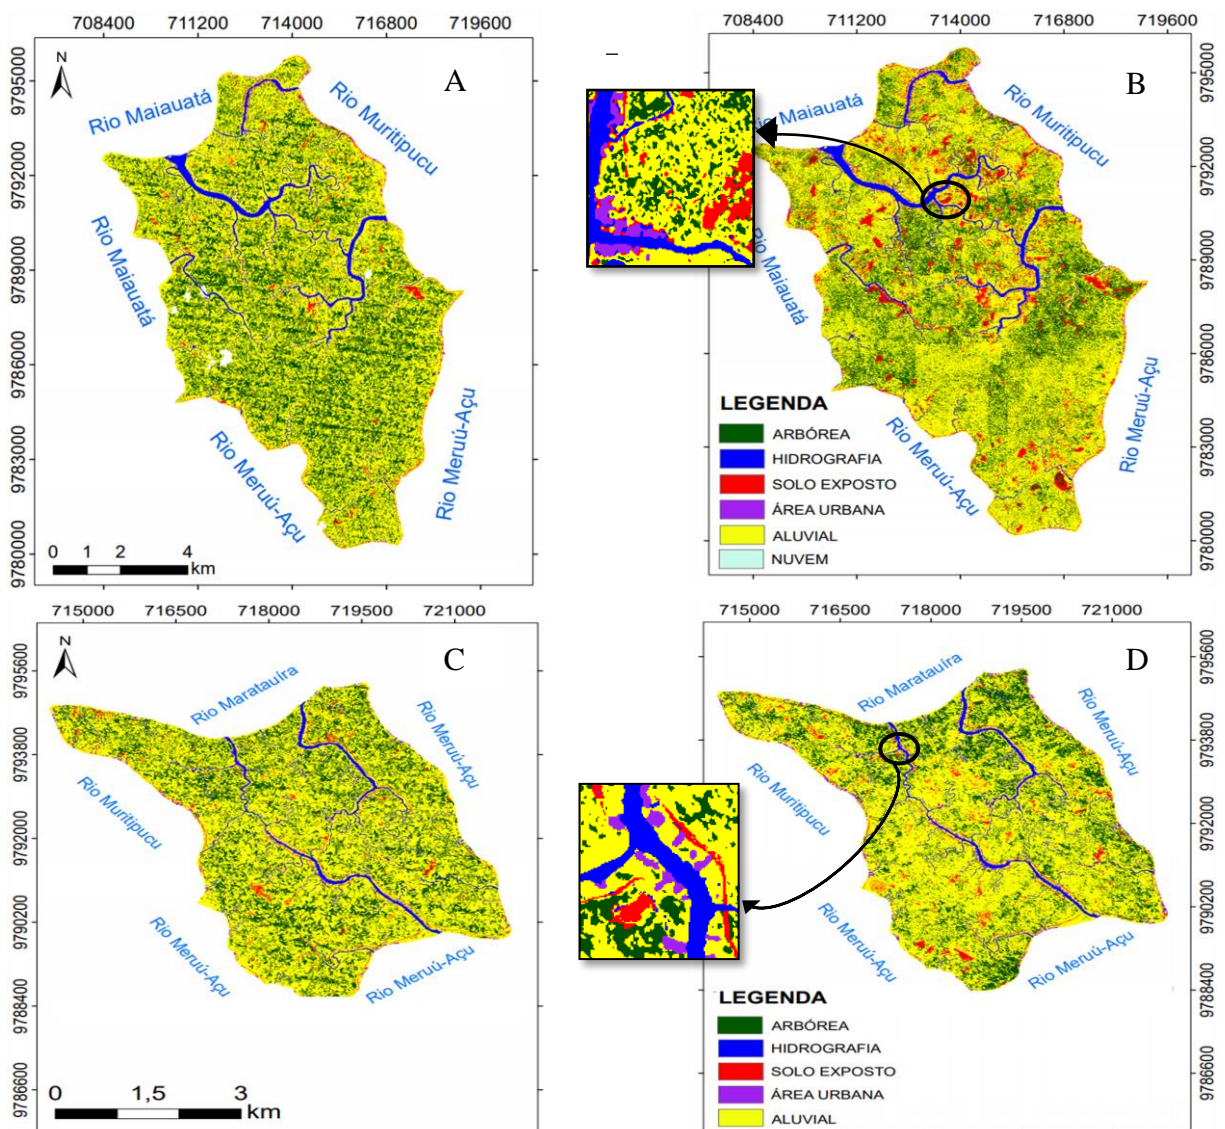 708400 711200 714000 716800 719600
A
N
Rio Maiauatá
Rio Muritipucu
Rio Maiauatá
Rio Meruú-Açu
Rio Meruú-Açu
9795000
9792000
9789000
9786000
9783000
9780000
0 1 2 4
km
708400 711200 714000 716800 719600
B
Rio Maiauatá
Rio Muritipucu
Rio Maiauatá
Rio Meruú-Açu
Rio Meruú-Açu
9795000
9792000
9789000
9786000
9783000
9780000
LEGENDA
ARBÓREA
HIDROGRAFIA
SOLO EXPOSTO
ÁREA URBANA
ALUVIAL
NUVEM
715000 716500 718000 719500 721000
C
N
Rio Maratauíra
Rio Meruú-Açu
Rio Muritipucu
Rio Meruú-Açu
Rio Meruú-Açu
9795600
9793800
9792000
9790200
9788400
9786600
0 1,5 3
km
715000 716500 718000 719500 721000
D
Rio Maratauíra
Rio Meruú-Açu
Rio Muritipucu
Rio Meruú-Açu
Rio Meruú-Açu
9795600
9793800
9792000
9790200
9788400
9786600
LEGENDA
ARBÓREA
HIDROGRAFIA
SOLO EXPOSTO
ÁREA URBANA
ALUVIAL